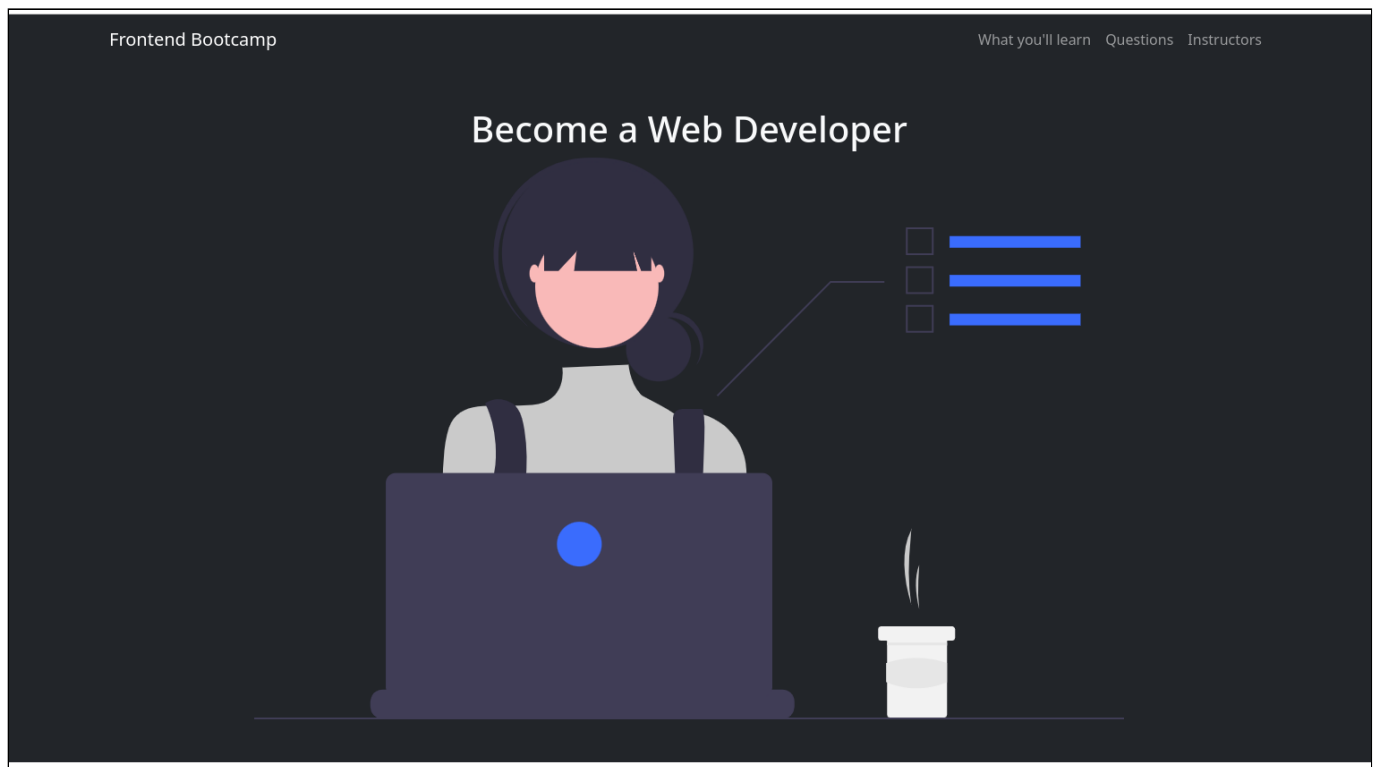 Frontend Bootcamp
What you'll learn Questions Instructors
Become a Web Developer